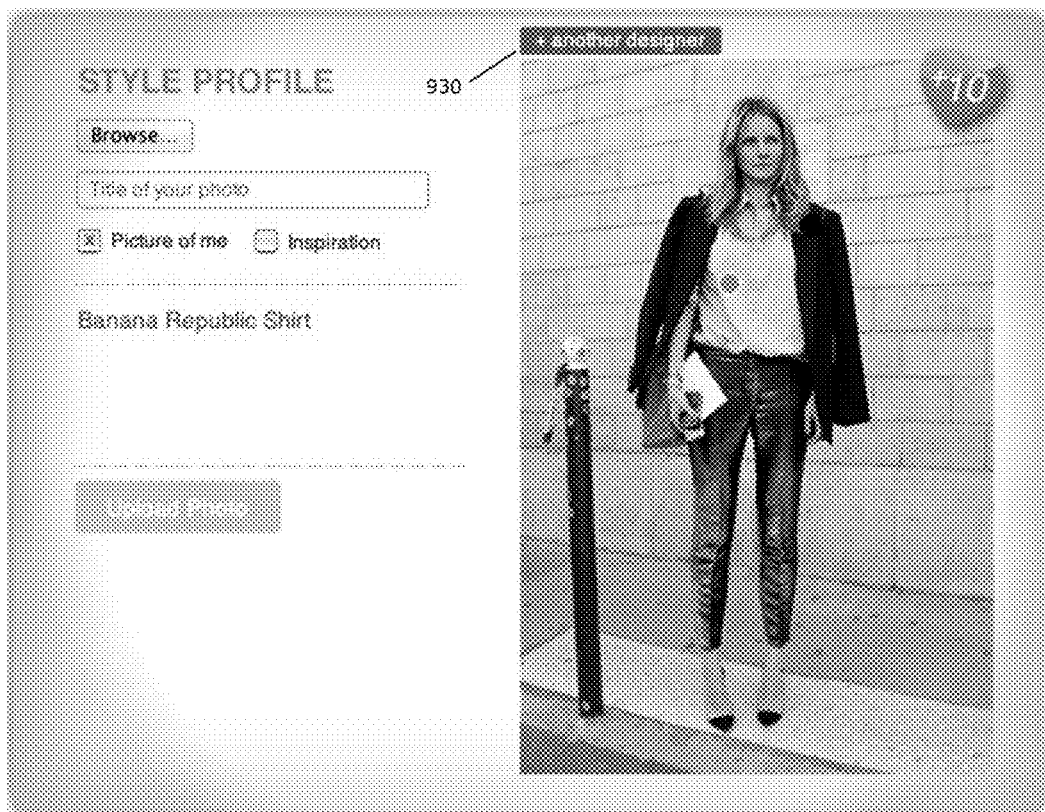 + another designer
STYLE PROFILE
930
+10
Browse...
Title of your photo
x Picture of me Inspiration
Banana Republic Shirt
Upload Photo